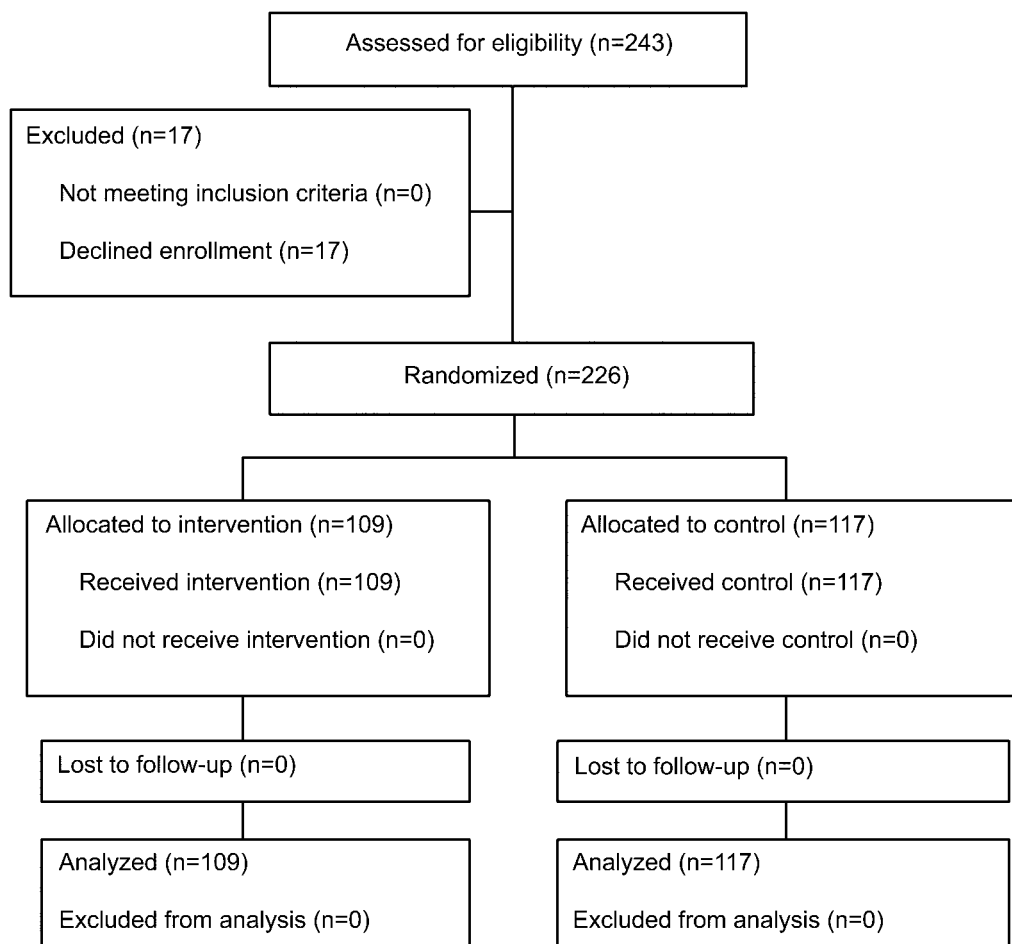 Assessed for eligibility (n=243)
Excluded (n=17)
Not meeting inclusion criteria (n=0)
Declined enrollment (n=17)
Randomized (n=226)
Allocated to intervention (n=109)
Received intervention (n=109)
Did not receive intervention (n=0)
Allocated to control (n=117)
Received control (n=117)
Did not receive control (n=0)
Lost to follow-up (n=0)
Lost to follow-up (n=0)
Analyzed (n=109)
Excluded from analysis (n=0)
Analyzed (n=117)
Excluded from analysis (n=0)